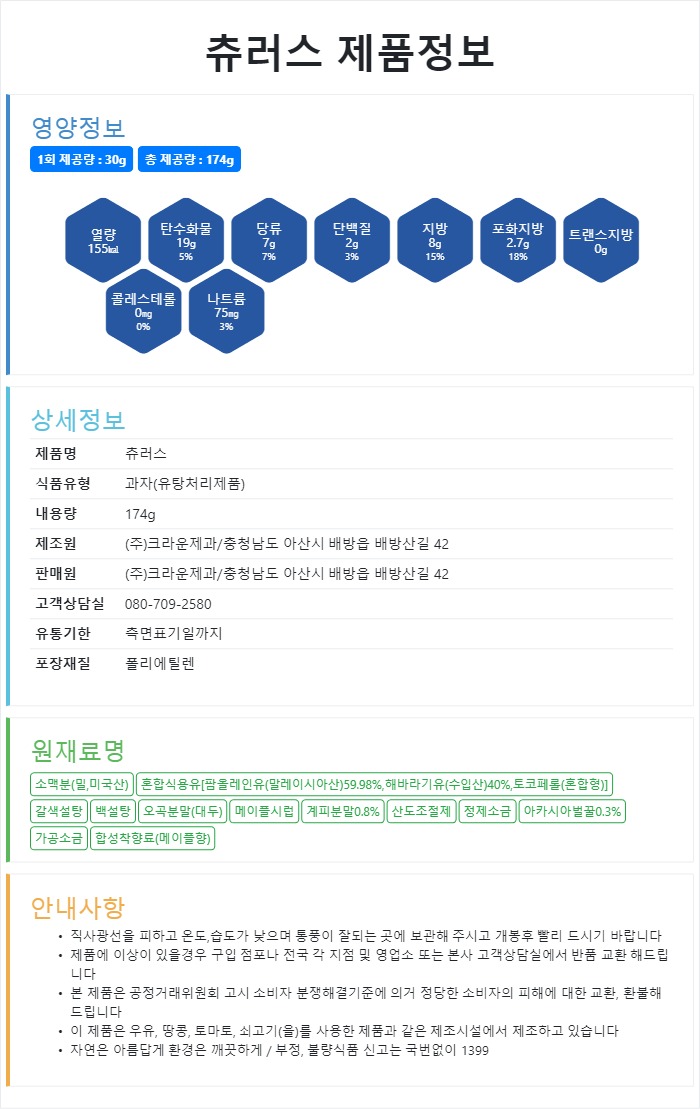 츄러스 제품정보
영양정보
1회 제공량 : 30g 총 제공량 : 174g
열량 탄수화물 당류 단백질 지방 포화지방 트랜스지방
155㎉ 19g 7g 2g 8g 2.7g 0g
5% 7% 3% 15% 18%
콜레스테롤 나트륨
0㎎ 75㎎
0% 3%
상세정보
제품명 츄러스
식품유형 과자(유탕처리제품)
내용량 174g
제조원 (주)크라운제과/충청남도 아산시 배방읍 배방산길 42
판매원 (주)크라운제과/충청남도 아산시 배방읍 배방산길 42
고객상담실 080-709-2580
유통기한 측면표기일까지
포장재질 폴리에틸렌
원재료명
소맥분(밀,미국산) 혼합식용유[팜올레인유(말레이시아산)59.98%,해바라기유(수입산)40%,토코페롤(혼합형)]
갈색설탕 백설탕 오곡분말(대두) 메이플시럽 계피분말0.8% 산도조절제 정제소금 아카시아벌꿀0.3%
가공소금 합성착향료(메이플향)
안내사항
• 직사광선을 피하고 온도,습도가 낮으며 통풍이 잘되는 곳에 보관해 주시고 개봉후 빨리 드시기 바랍니다
• 제품에 이상이 있을경우 구입 점포나 전국 각 지점 및 영업소 또는 본사 고객상담실에서 반품 교환 해드립
니다
• 본 제품은 공정거래위원회 고시 소비자 분쟁해결기준에 의거 정당한 소비자의 피해에 대한 교환, 환불해
드립니다
• 이 제품은 우유, 땅콩, 토마토, 쇠고기(을)를 사용한 제품과 같은 제조시설에서 제조하고 있습니다
• 자연은 아름답게 환경은 깨끗하게 / 부정, 불량식품 신고는 국번없이 1399